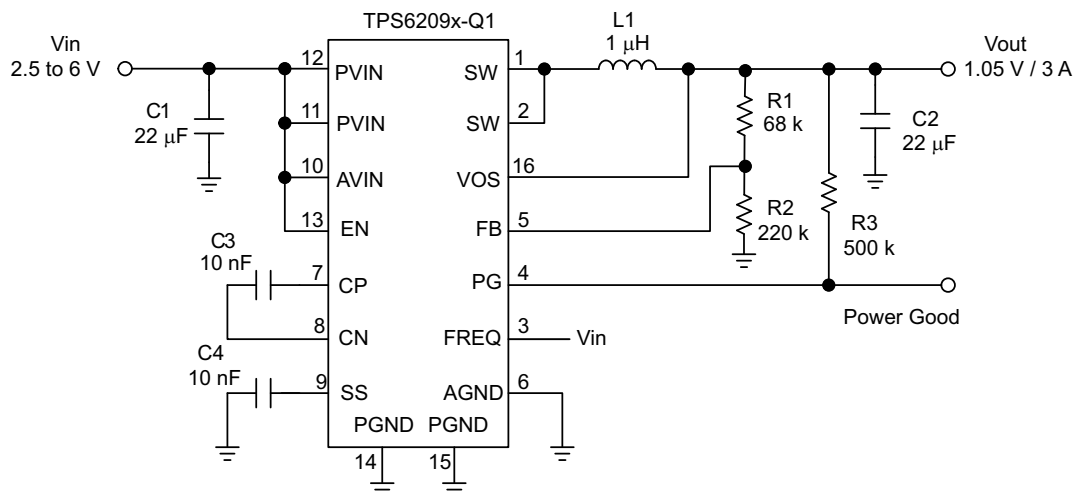 TPS6209x-Q1
Vin
2.5 to 6 V
C1
22 μF
12
PVIN
11
PVIN
10
AVIN
13
EN
C3
10 nF
7
CP
8
CN
C4
10 nF
9
SS
PGND
14
PGND
15
SW
1
SW
2
VOS
16
FB
5
PG
4
FREQ
3
Vin
AGND
6
L1
1 μH
R1
68 k
R2
220 k
R3
500 k
C2
22 μF
Vout
1.05 V / 3 A
Power Good